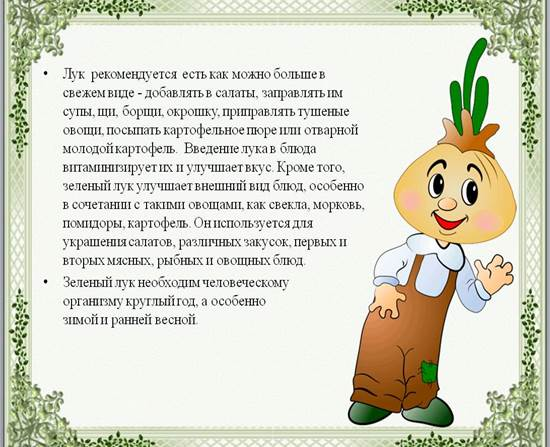 • Лук рекомендуется есть как можно больше в
свежем виде - добавлять в салаты, заправлять им
супы, щи, борщи, окрошку, приправлять тушеные
овощи, посыпать картофельное пюре или отварной
молодой картофель. Введение лука в блюда
витаминизирует их и улучшает вкус. Кроме того,
зеленый лук улучшает внешний вид блюд, особенно
в сочетании с такими овощами, как свекла, морковь,
помидоры, картофель. Он используется для
украшения салатов, различных закусок, первых и
вторых мясных, рыбных и овощных блюд.
• Зеленый лук необходим человеческому
организму круглый год, а особенно
зимой и ранней весной.